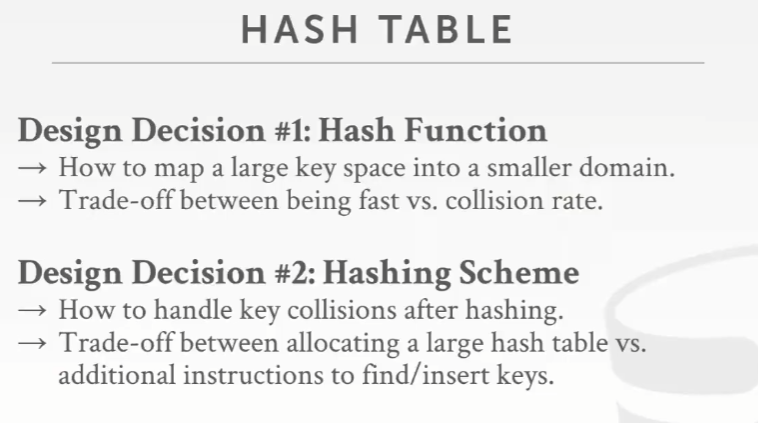 HASH TABLE
Design Decision #1: Hash Function
→ How to map a large key space into a smaller domain.
→ Trade-off between being fast vs. collision rate.
Design Decision #2: Hashing Scheme
→ How to handle key collisions after hashing.
→ Trade-off between allocating a large hash table vs.
additional instructions to find/insert keys.